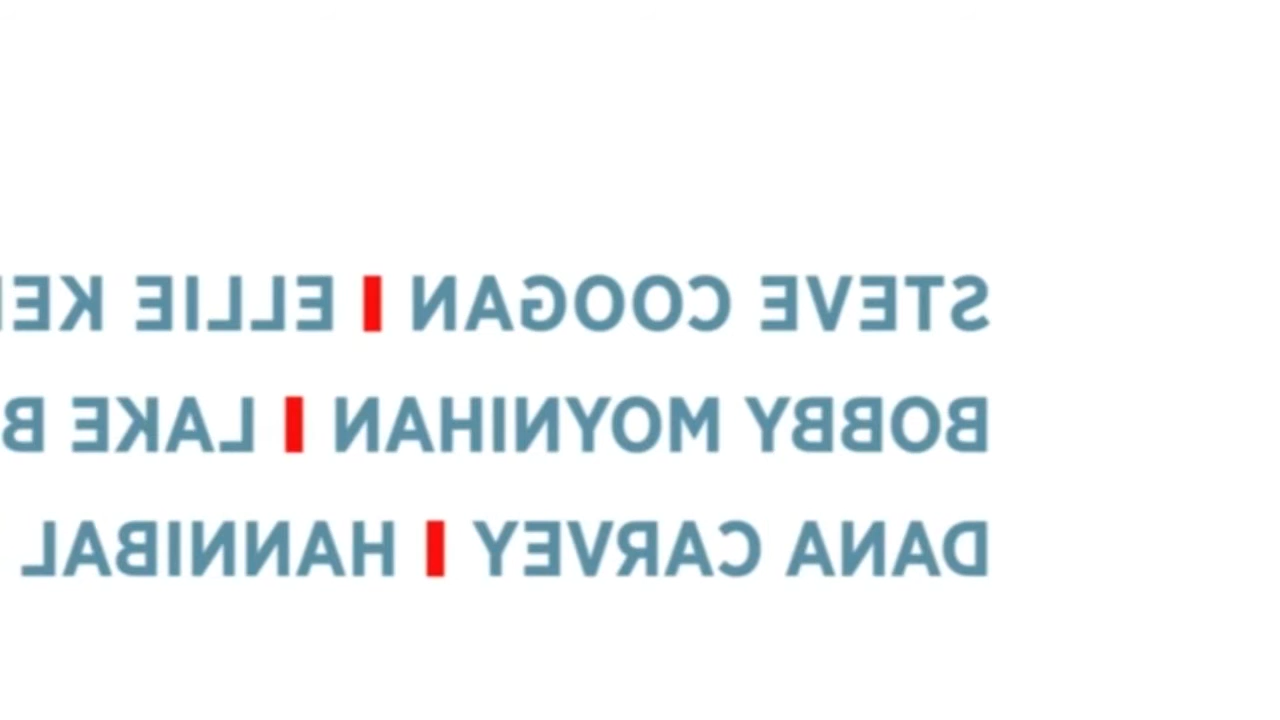 STEVE COOGAN | ELLIE
BOBBY MOYNIHAN | LAKE
DANA CARVEY | HANNIBAL